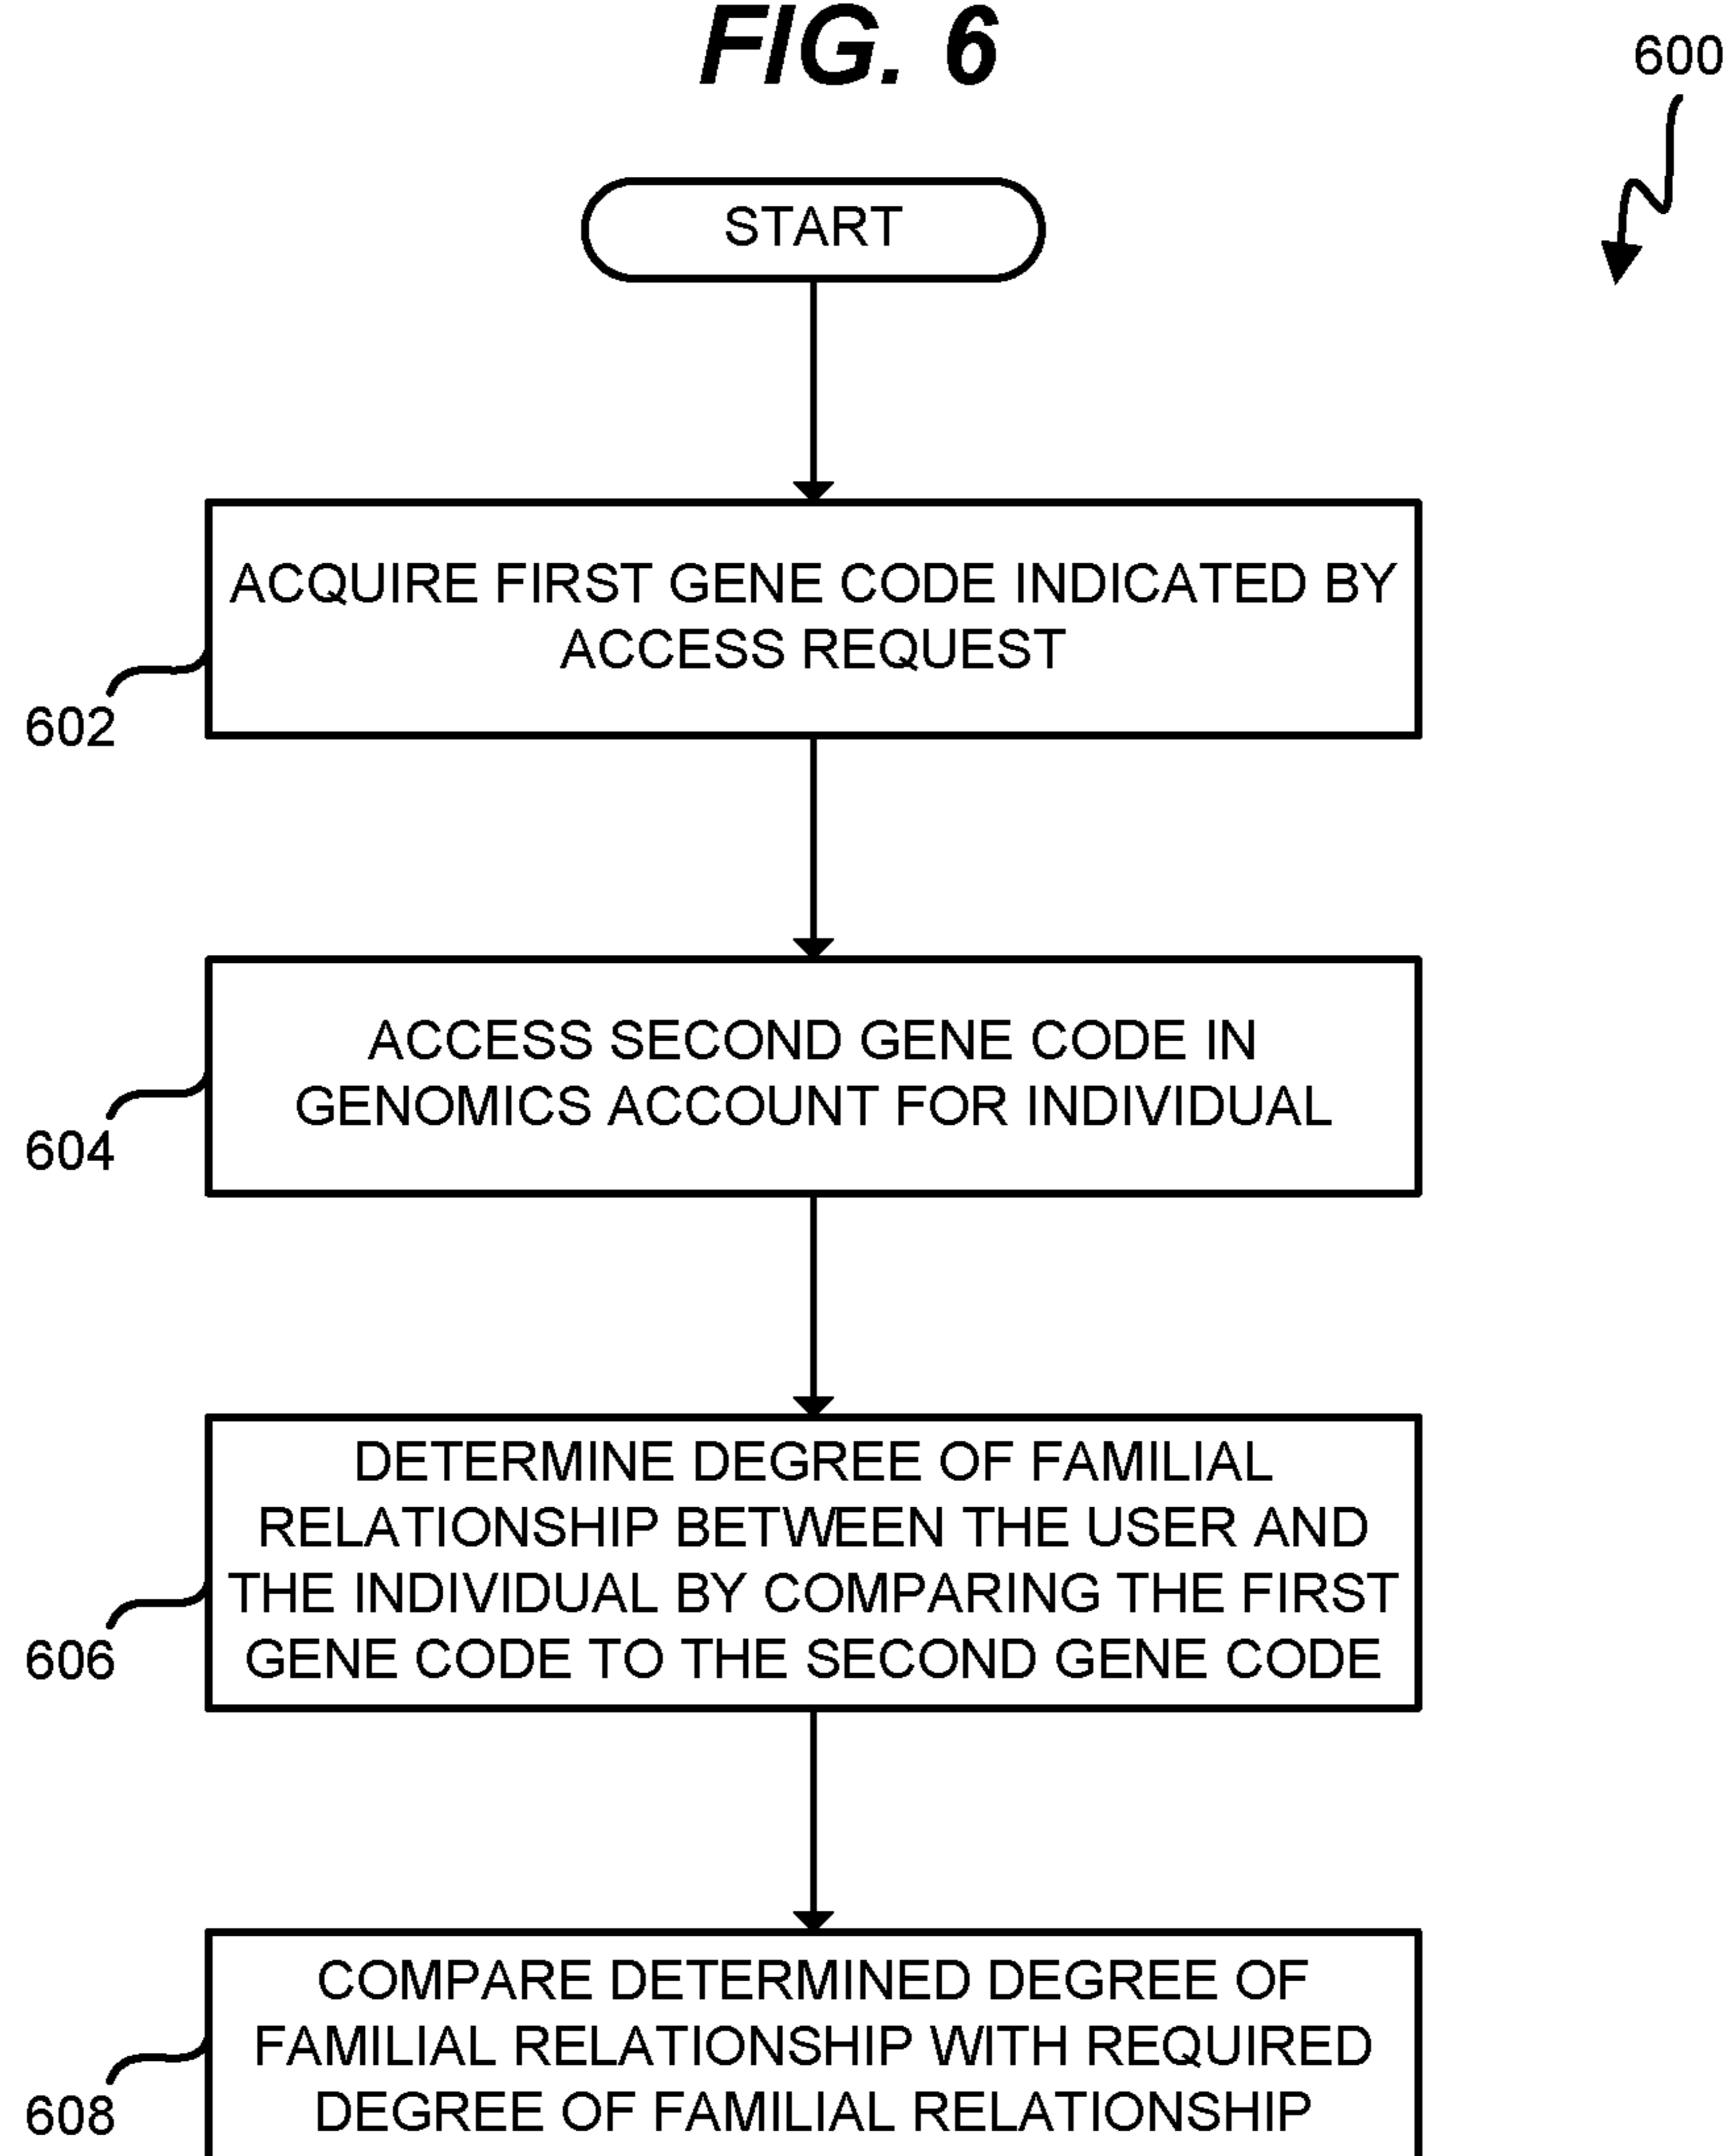 FIG. 6
600
START
ACQUIRE FIRST GENE CODE INDICATED BY
ACCESS REQUEST
602
ACCESS SECOND GENE CODE IN
GENOMICS ACCOUNT FOR INDIVIDUAL
604
DETERMINE DEGREE OF FAMILIAL
RELATIONSHIP BETWEEN THE USER AND
THE INDIVIDUAL BY COMPARING THE FIRST
GENE CODE TO THE SECOND GENE CODE
606
COMPARE DETERMINED DEGREE OF
FAMILIAL RELATIONSHIP WITH REQUIRED
DEGREE OF FAMILIAL RELATIONSHIP
608